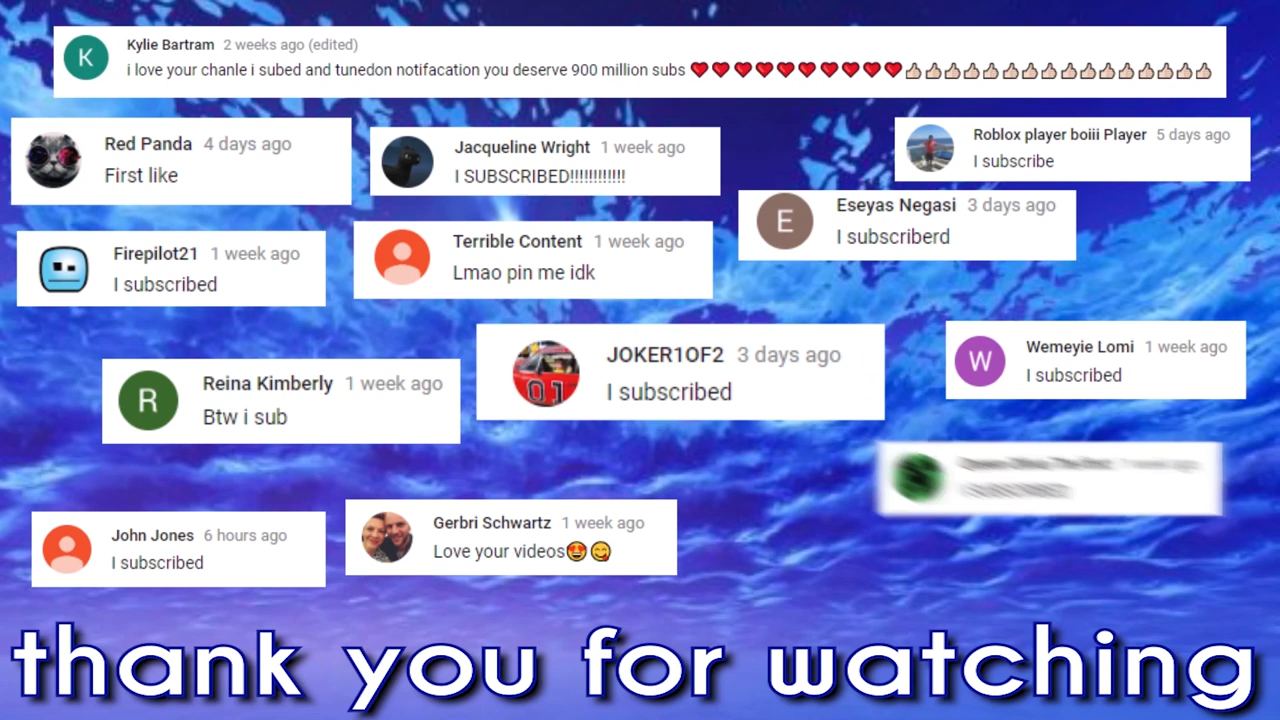 K
Kylie Bartram 2 weeks ago (edited)
i love your chanle i subed and tunedon notifacation you deserve 900 million subs ❤❤❤❤❤❤❤❤❤❤👍🏻👍🏻👍🏻👍🏻👍🏻👍🏻👍🏻👍🏻👍🏻👍🏻👍🏻👍🏻👍🏻👍🏻👍🏻👍🏻
Red Panda 4 days ago
First like
Jacqueline Wright 1 week ago
I SUBSCRIBED!!!!!!!!!!!!
Roblox player boiii Player 5 days ago
I subscribe
E
Eseyas Negasi 3 days ago
I subscriberd
Firepilot21 1 week ago
I subscribed
Terrible Content 1 week ago
Lmao pin me idk
R
Reina Kimberly 1 week ago
Btw i sub
01
JOKER1OF2 3 days ago
I subscribed
W
Wemeyie Lomi 1 week ago
I subscribed
John Jones 6 hours ago
I subscribed
Gerbri Schwartz 1 week ago
Love your videos😍😋
thank you for watching